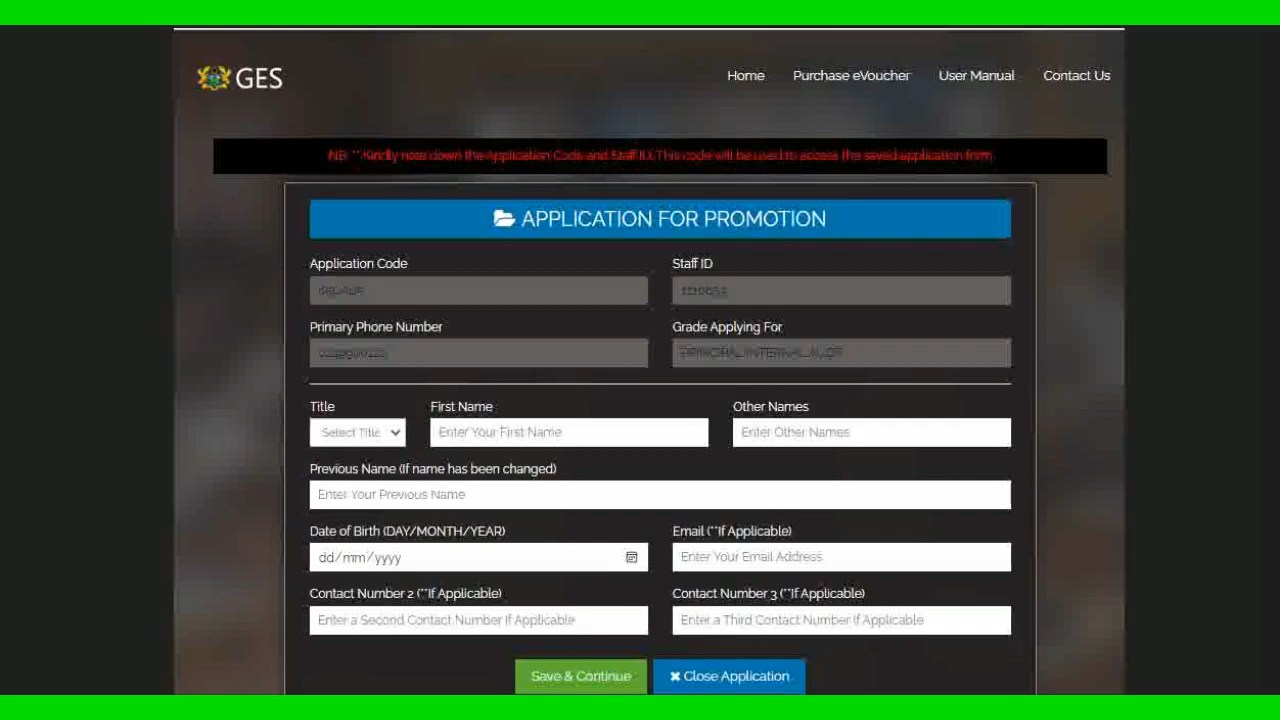 GES
Home Purchase eVoucher User Manual Contact Us
NB: ** Kindly note down the Application Code and Staff ID. This code will be used to access the saved application form
APPLICATION FOR PROMOTION
Application Code Staff ID
Primary Phone Number Grade Applying For
PRINCIPAL INTERNAL AUDIT
Title First Name Other Names
Select Title Enter Your First Name Enter Other Names
Previous Name (If name has been changed)
Enter Your Previous Name
Date of Birth (DAY/MONTH/YEAR) Email (**If Applicable)
dd/mm/yyyy Enter Your Email Address
Contact Number 2 (**If Applicable) Contact Number 3 (**If Applicable)
Enter a Second Contact Number If Applicable Enter a Third Contact Number If Applicable
Save & Continue Close Application